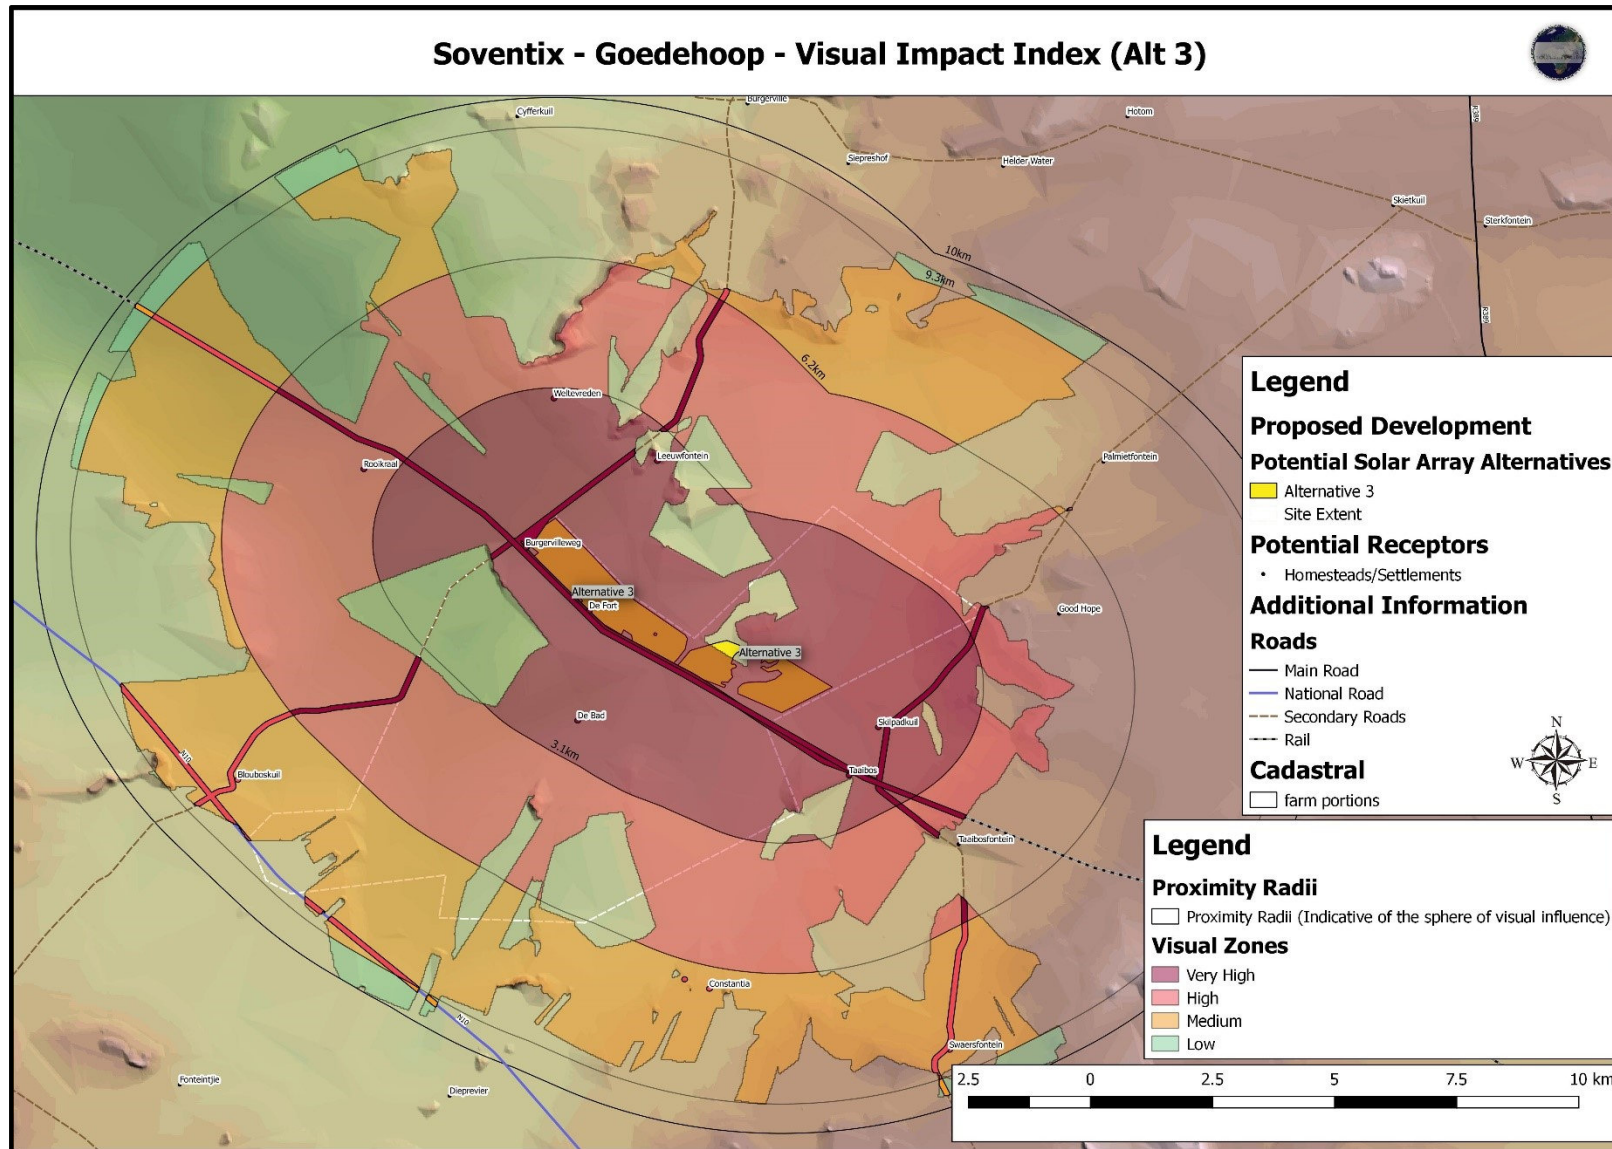 Soventix - Goedehoop - Visual Impact Index (Alt 3)
Cyfferkuil
Burgerville
Hotom
R389
Siepreshof
Helder Water
Skietkuil
Sterkfontein
10km
9.3km
R389
6.2km
Weltevreden
Rooikraal
Leeuwfontein
Palmietfontein
Burgervilleweg
Alternative 3
De Fort
Good Hope
Alternative 3
De Bad
Skilpadkuil
3.1km
N10
Blouboskuil
Taaibos
Taaibosfontein
Constantia
N10
Swaersfontein
Fonteintjie
Dieprevier
Legend
Proposed Development
Potential Solar Array Alternatives
Alternative 3
Site Extent
Potential Receptors
Homesteads/Settlements
Additional Information
Roads
Main Road
National Road
Secondary Roads
Rail
Cadastral
farm portions
N
W E
S
Legend
Proximity Radii
Proximity Radii (Indicative of the sphere of visual influence)
Visual Zones
Very High
High
Medium
Low
2.5 0 2.5 5 7.5 10 km